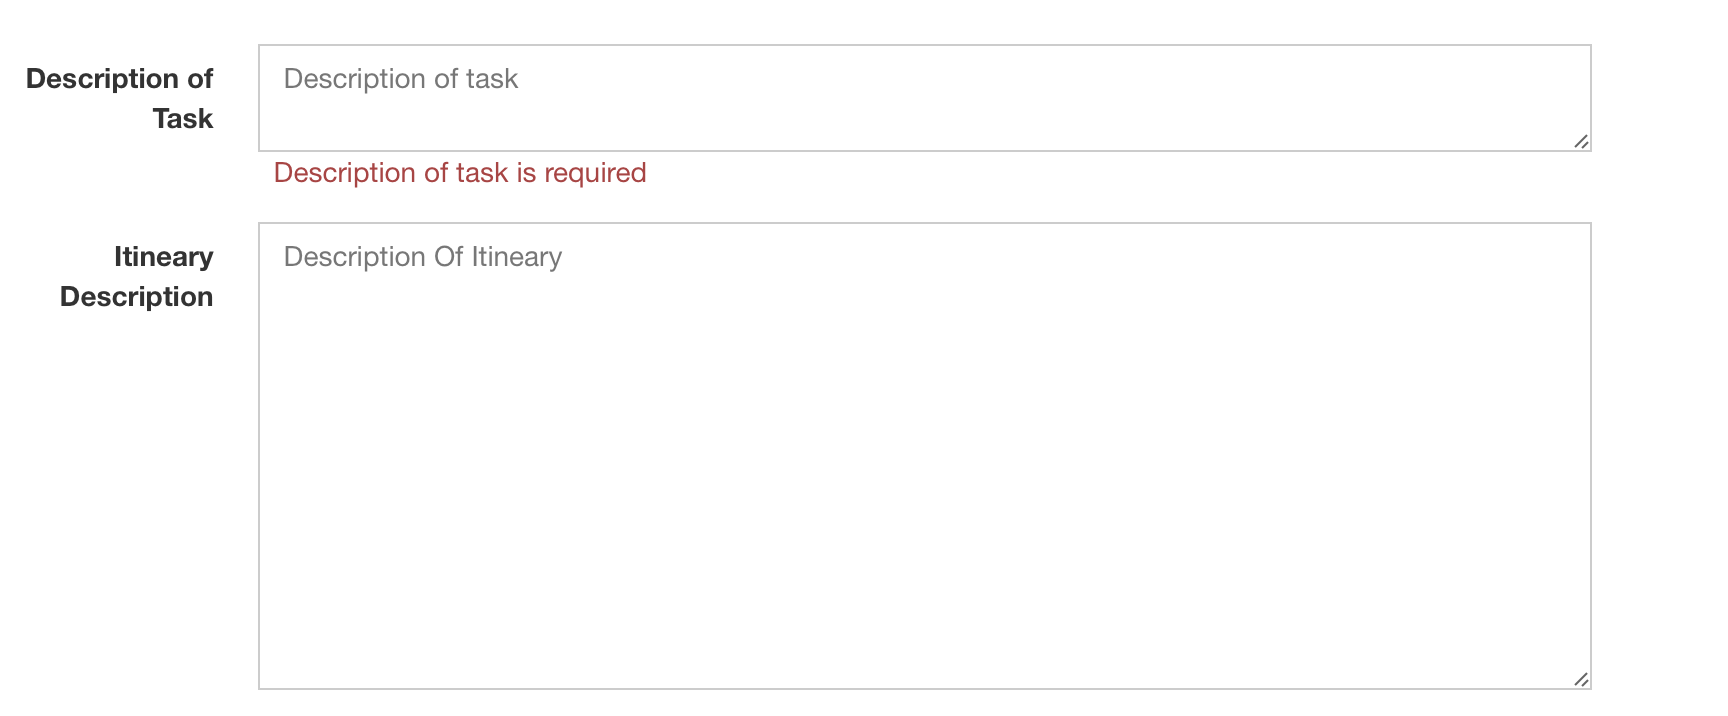 Description of
Task
Description of task
Description of task is required
Itineary
Description
Description Of Itineary